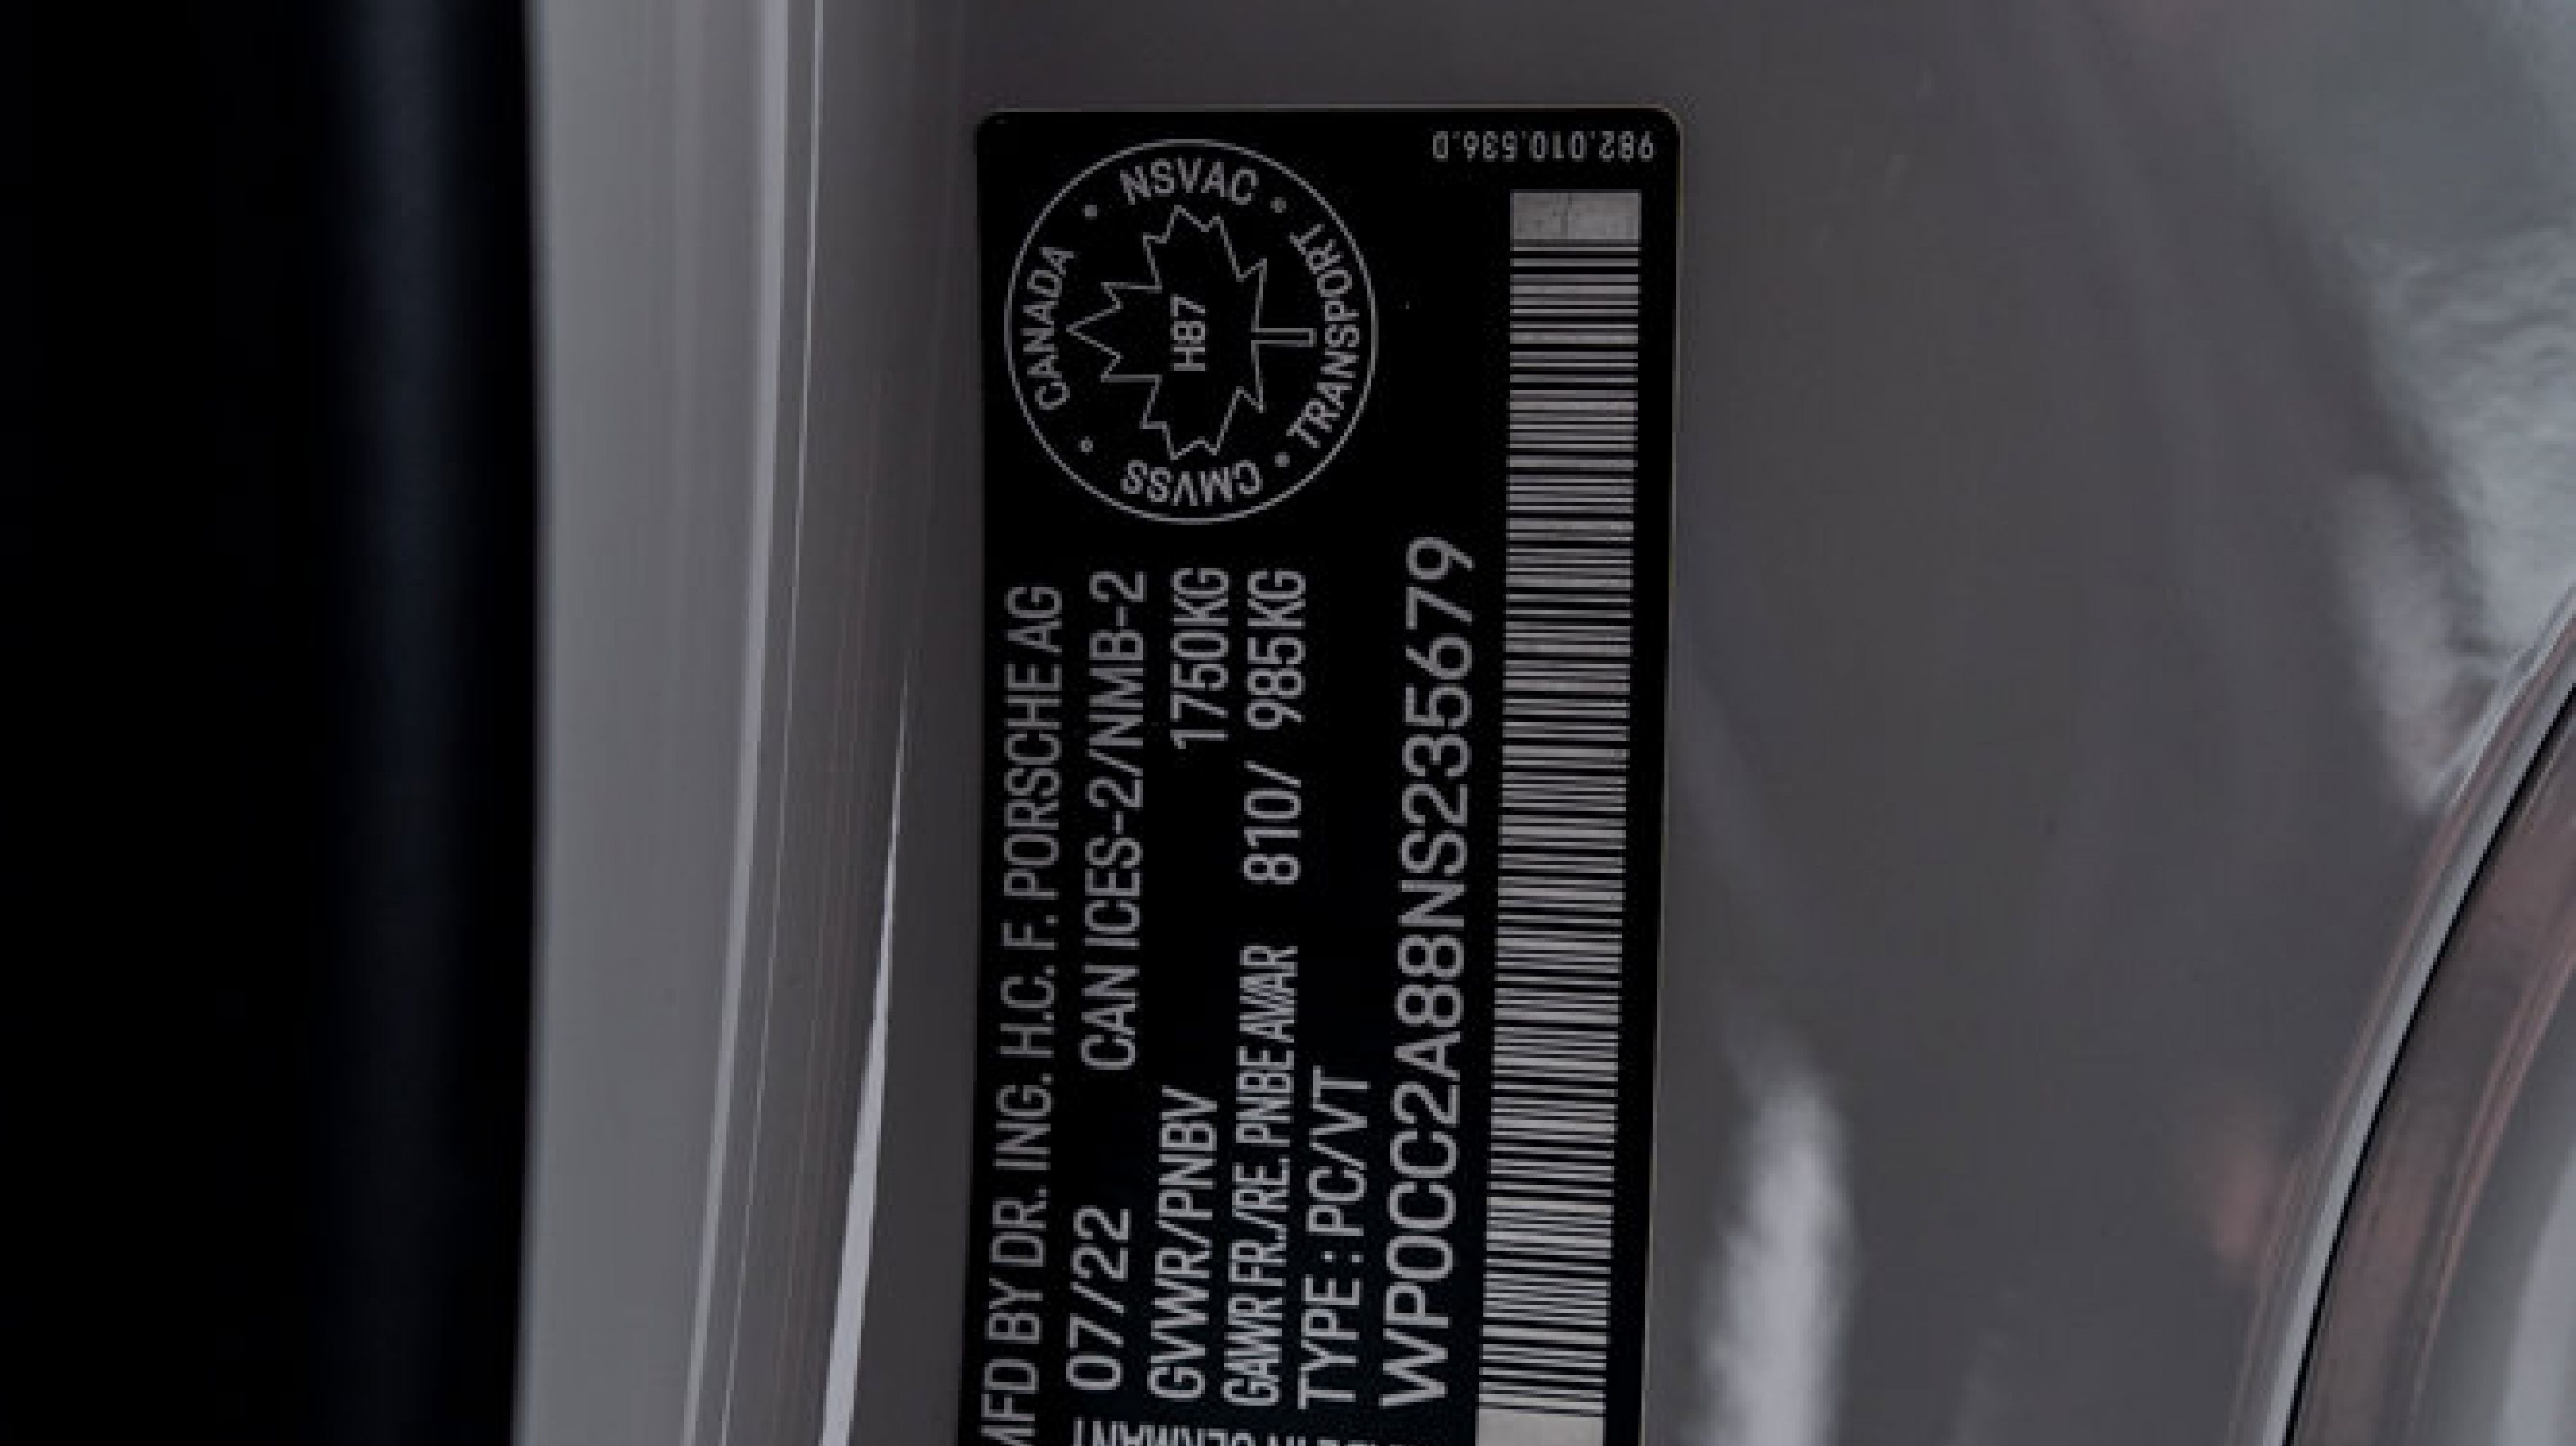 MFD BY DR. ING. H.C. F. PORSCHE AG
07/22 CAN ICES-2/NMB-2
GVWR/PNBV 1750KG
GAWR FR./RE. PNBE AV/AR 810/ 985KG
TYPE : PC/VT
WP0CC2A88NS235679
CANADA
NSVAC
TRANSPORT
CMVSS
H87
982.010.536.D